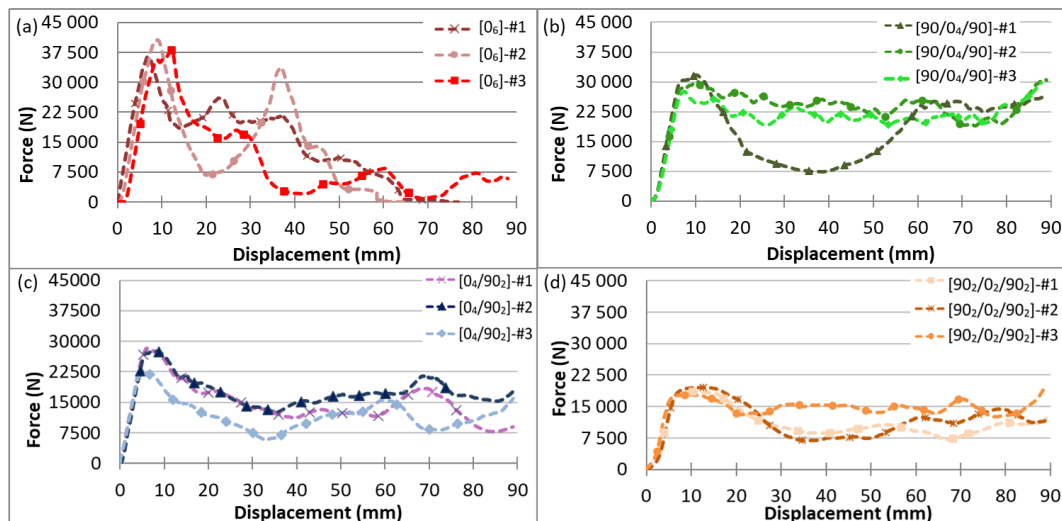 (a)
[0₆]-#1
[0₆]-#2
[0₆]-#3
Force (N)
45 000
37 500
30 000
22 500
15 000
7 500
0
0 10 20 30 40 50 60 70 80 90
Displacement (mm)
(b)
[90/0₄/90]-#1
[90/0₄/90]-#2
[90/0₄/90]-#3
Force (N)
45 000
37 500
30 000
22 500
15 000
7 500
0
0 10 20 30 40 50 60 70 80 90
Displacement (mm)
(c)
[0₄/90₂]-#1
[0₄/90₂]-#2
[0₄/90₂]-#3
Force (N)
45000
37500
30000
22500
15000
7500
0
0 10 20 30 40 50 60 70 80 90
Displacement (mm)
(d)
[90₂/0₂/90₂]-#1
[90₂/0₂/90₂]-#2
[90₂/0₂/90₂]-#3
Force (N)
45 000
37 500
30 000
22 500
15 000
7 500
0
0 10 20 30 40 50 60 70 80 90
Displacement (mm)